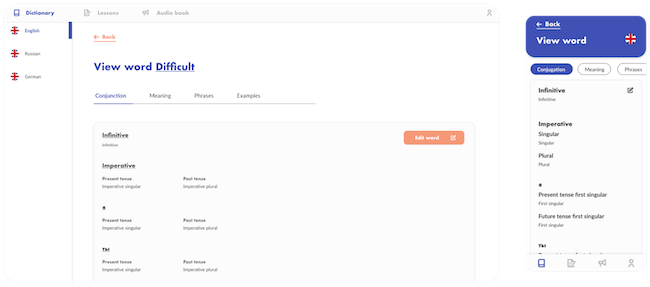 Dictionary Lessons Audio book
English
Russian
German
Back
View word Difficult
Conjunction Meaning Phrases Examples
Infinitive
Infinitive
Edit word
Imperative
Present tense Past tense
Imperative singular Imperative plural
я
Present tense Past tense
Imperative singular Imperative plural
ты
Present tense Past tense
Imperative singular Imperative plural
Back
View word
Conjugation Meaning Phrases
Infinitive
Infinitive
Imperative
Singular
Singular
Plural
Plural
я
Present tense first singular
First singular
Future tense first singular
First singular
ты